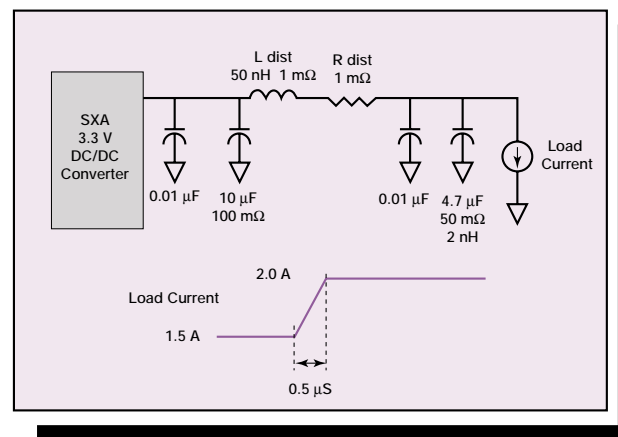 L dist
50 nH 1 mΩ
R dist
1 mΩ
SXA
3.3 V
DC/DC
Converter
Load
Current
0.01 μF
10 μF
100 mΩ
0.01 μF
4.7 μF
50 mΩ
2 nH
2.0 A
Load Current
1.5 A
0.5 μS